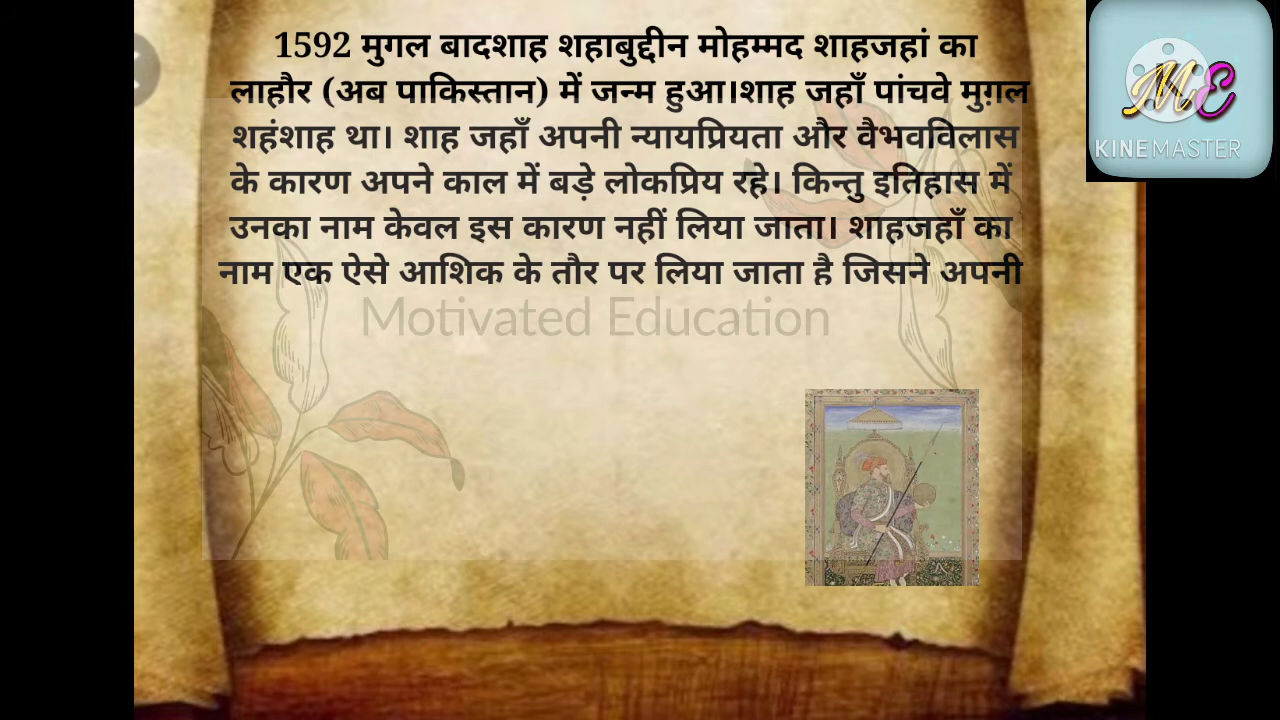 1592 मुगल बादशाह शहाबुद्दीन मोहम्मद शाहजहां का
लाहौर (अब पाकिस्तान) में जन्म हुआ।शाह जहाँ पांचवे मुग़ल
शहंशाह था। शाह जहाँ अपनी न्यायप्रियता और वैभवविलास
के कारण अपने काल में बड़े लोकप्रिय रहे। किन्तु इतिहास में
उनका नाम केवल इस कारण नहीं लिया जाता। शाहजहाँ का
नाम एक ऐसे आशिक के तौर पर लिया जाता है जिसने अपनी
Motivated Education
ME
KINEMASTER